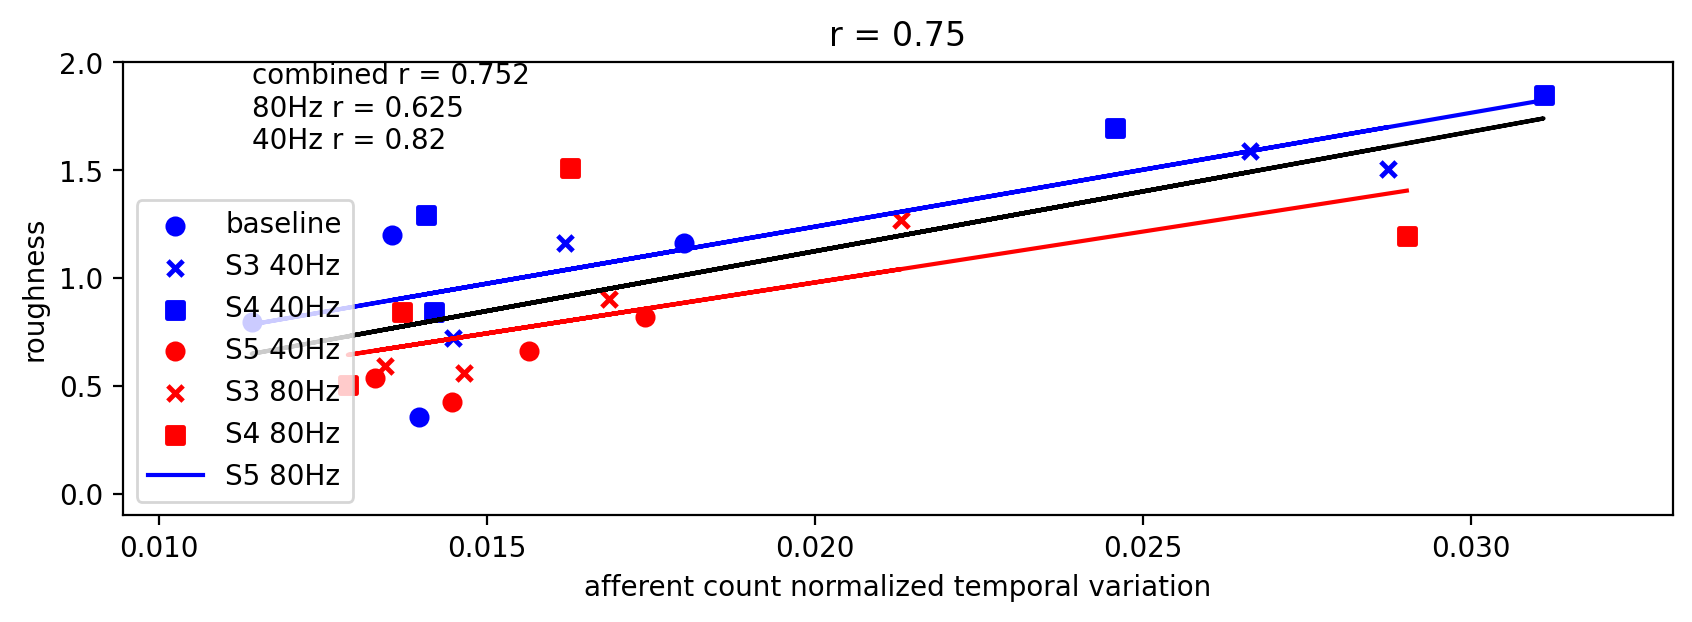 r = 0.75
combined r = 0.752
80Hz r = 0.625
40Hz r = 0.82
2.0
1.5
1.0
0.5
0.0
roughness
baseline
S3 40Hz
S4 40Hz
S5 40Hz
S3 80Hz
S4 80Hz
S5 80Hz
0.010
0.015
0.020
0.025
0.030
afferent count normalized temporal variation